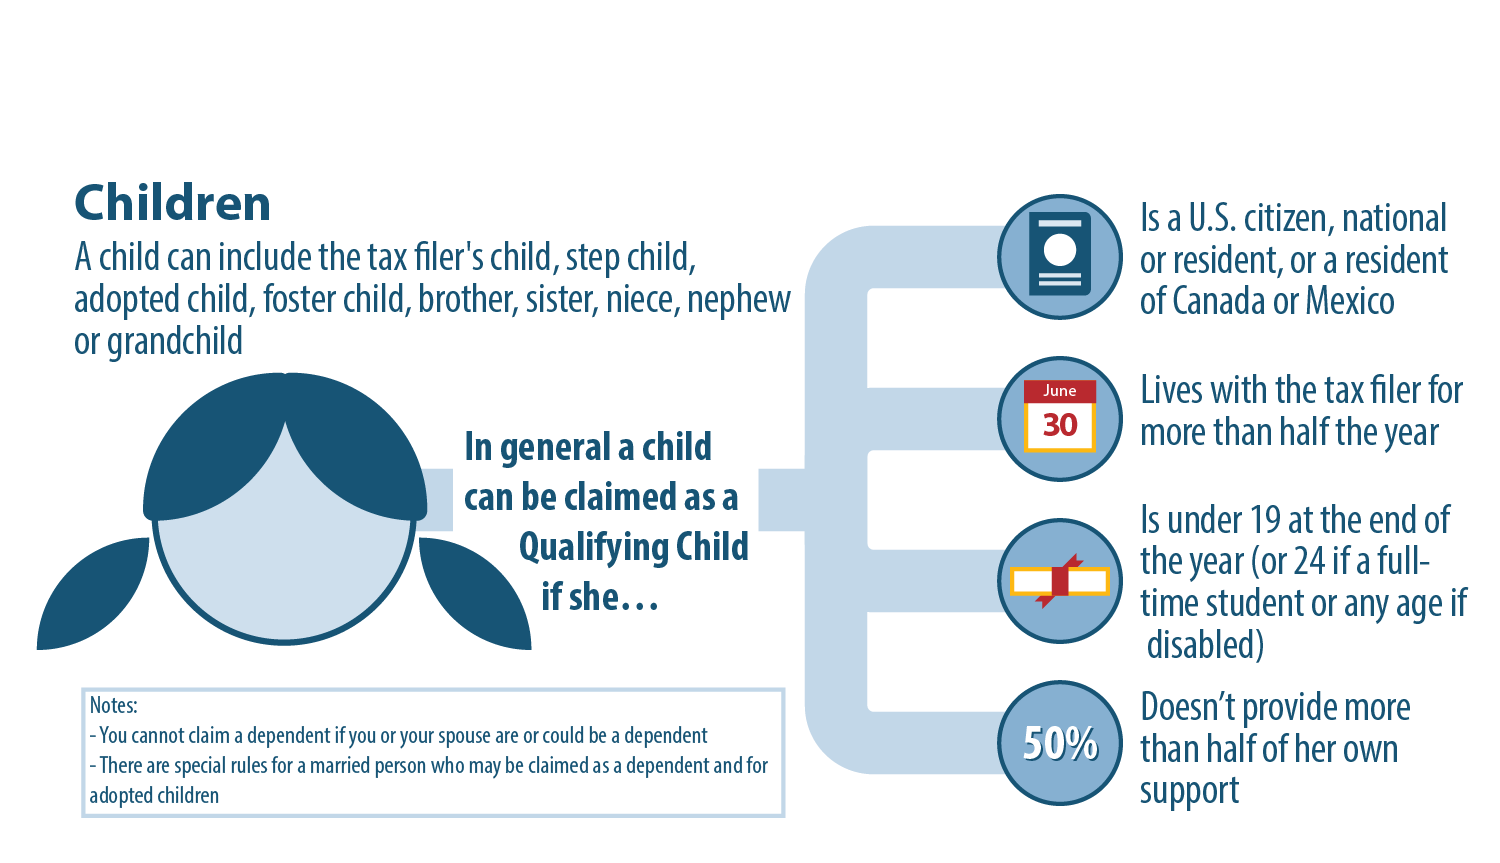 Children
A child can include the tax filer's child, step child,
adopted child, foster child, brother, sister, niece, nephew
or grandchild
In general a child
can be claimed as a
Qualifying Child
if she…
Is a U.S. citizen, national
or resident, or a resident
of Canada or Mexico
June
30
Lives with the tax filer for
more than half the year
Is under 19 at the end of
the year (or 24 if a full-
time student or any age if
disabled)
50%
Doesn’t provide more
than half of her own
support
Notes:
- You cannot claim a dependent if you or your spouse are or could be a dependent
- There are special rules for a married person who may be claimed as a dependent and for
adopted children